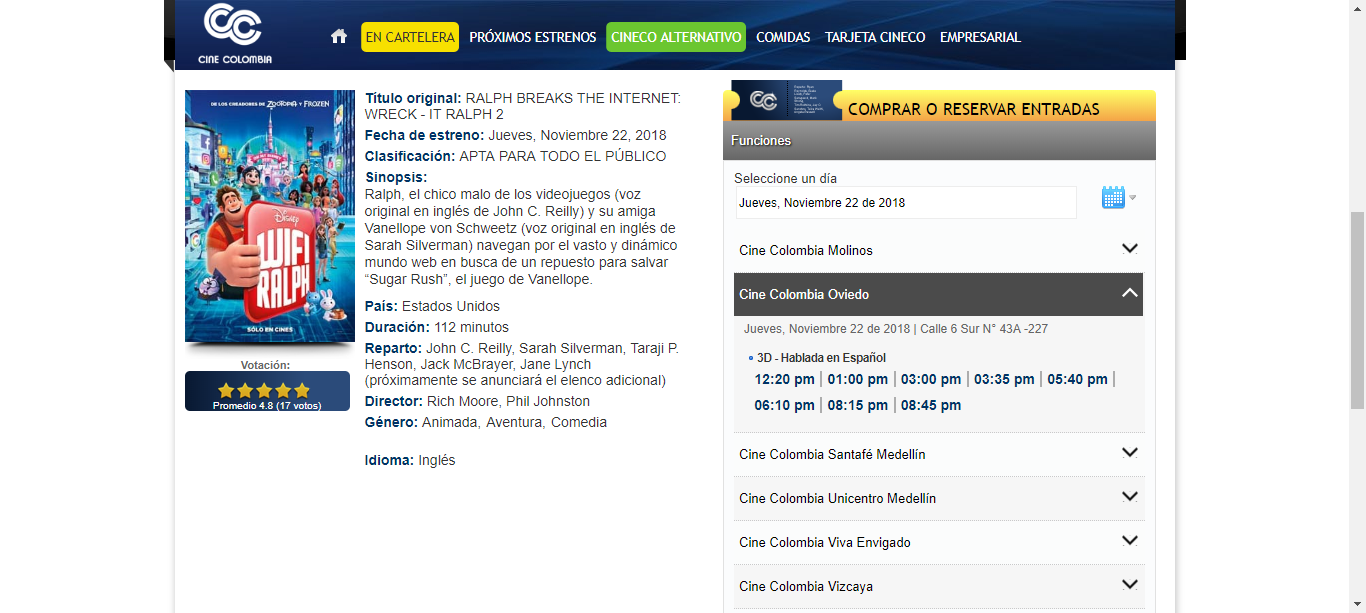 CINE COLOMBIA
EN CARTELERA PRÓXIMOS ESTRENOS CINECO ALTERNATIVO COMIDAS TARJETA CINECO EMPRESARIAL
DE LOS CREADORES DE ZOOTOPIA Y FROZEN
Disney
WIFI
RALPH
SÓLO EN CINES
Votación:
Promedio 4.8 (17 votos)
Título original: RALPH BREAKS THE INTERNET:
WRECK - IT RALPH 2
Fecha de estreno: Jueves, Noviembre 22, 2018
Clasificación: APTA PARA TODO EL PÚBLICO
Sinopsis:
Ralph, el chico malo de los videojuegos (voz
original en inglés de John C. Reilly) y su amiga
Vanellope von Schweetz (voz original en inglés de
Sarah Silverman) navegan por el vasto y dinámico
mundo web en busca de un repuesto para salvar
“Sugar Rush”, el juego de Vanellope.
País: Estados Unidos
Duración: 112 minutos
Reparto: John C. Reilly, Sarah Silverman, Taraji P.
Henson, Jack McBrayer, Jane Lynch
(próximamente se anunciará el elenco adicional)
Director: Rich Moore, Phil Johnston
Género: Animada, Aventura, Comedia
Idioma: Inglés
COMPRAR O RESERVAR ENTRADAS
Funciones
Seleccione un día
Jueves, Noviembre 22 de 2018
Cine Colombia Molinos
Cine Colombia Oviedo
Jueves, Noviembre 22 de 2018 | Calle 6 Sur N° 43A -227
3D - Hablada en Español
12:20 pm | 01:00 pm | 03:00 pm | 03:35 pm | 05:40 pm |
06:10 pm | 08:15 pm | 08:45 pm
Cine Colombia Santafé Medellín
Cine Colombia Unicentro Medellín
Cine Colombia Viva Envigado
Cine Colombia Vizcaya